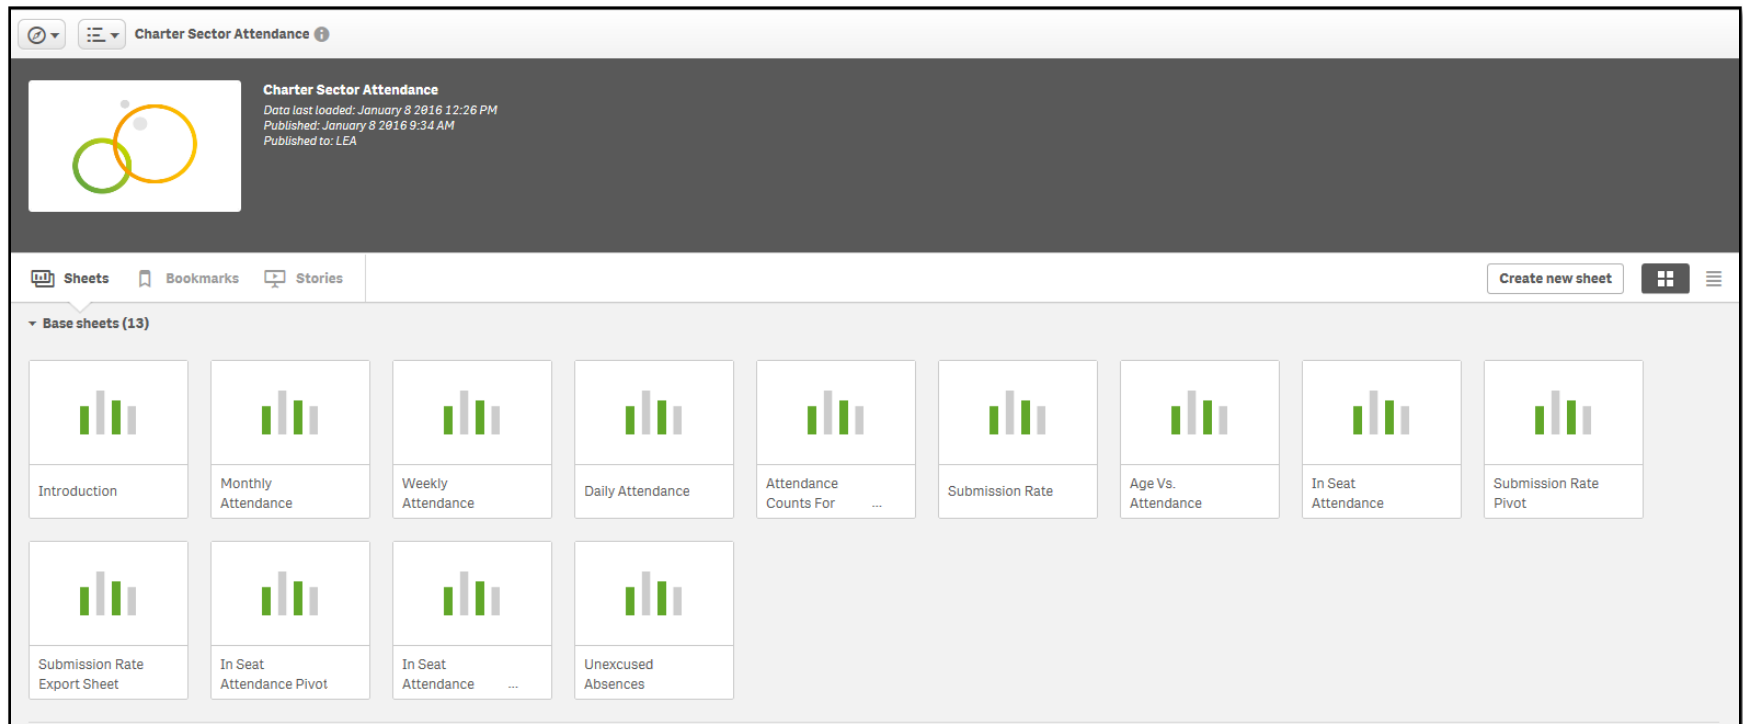 Charter Sector Attendance
Charter Sector Attendance
Data last loaded: January 8 2016 12:26 PM
Published: January 8 2016 9:34 AM
Published to: LEA
Sheets
Bookmarks
Stories
Create new sheet
Base sheets (13)
Introduction
Monthly
Attendance
Weekly
Attendance
Daily Attendance
Attendance
Counts For ...
Submission Rate
Age Vs.
Attendance
In Seat
Attendance
Submission Rate
Pivot
Submission Rate
Export Sheet
In Seat
Attendance Pivot
In Seat
Attendance ...
Unexcused
Absences